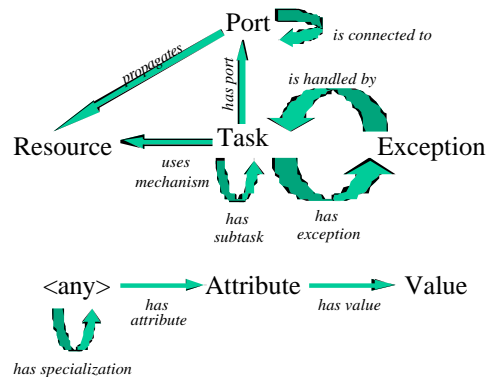 Port
is connected to
propagates
has port
is handled by
Resource
Task
Exception
uses
mechanism
has
subtask
has
exception
<any>
Attribute
Value
has
attribute
has value
has specialization